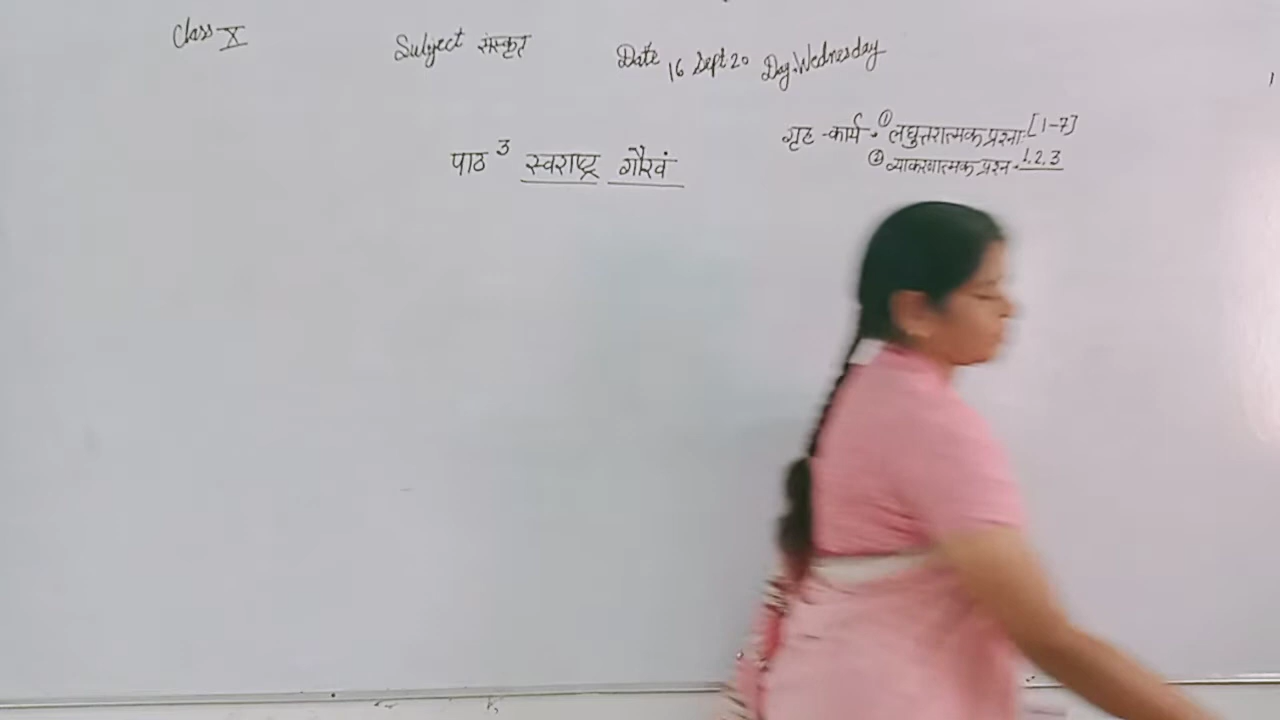 Class X Subject संस्कृत Date 16 Sept 20 Day. Wednesday
पाठ 3 स्वराष्ट्र गौरवं
गृह -कार्य. ① लघुत्तरात्मक प्रश्ना [1-7]
② व्याकरणात्मक प्रश्न - 1, 2, 3